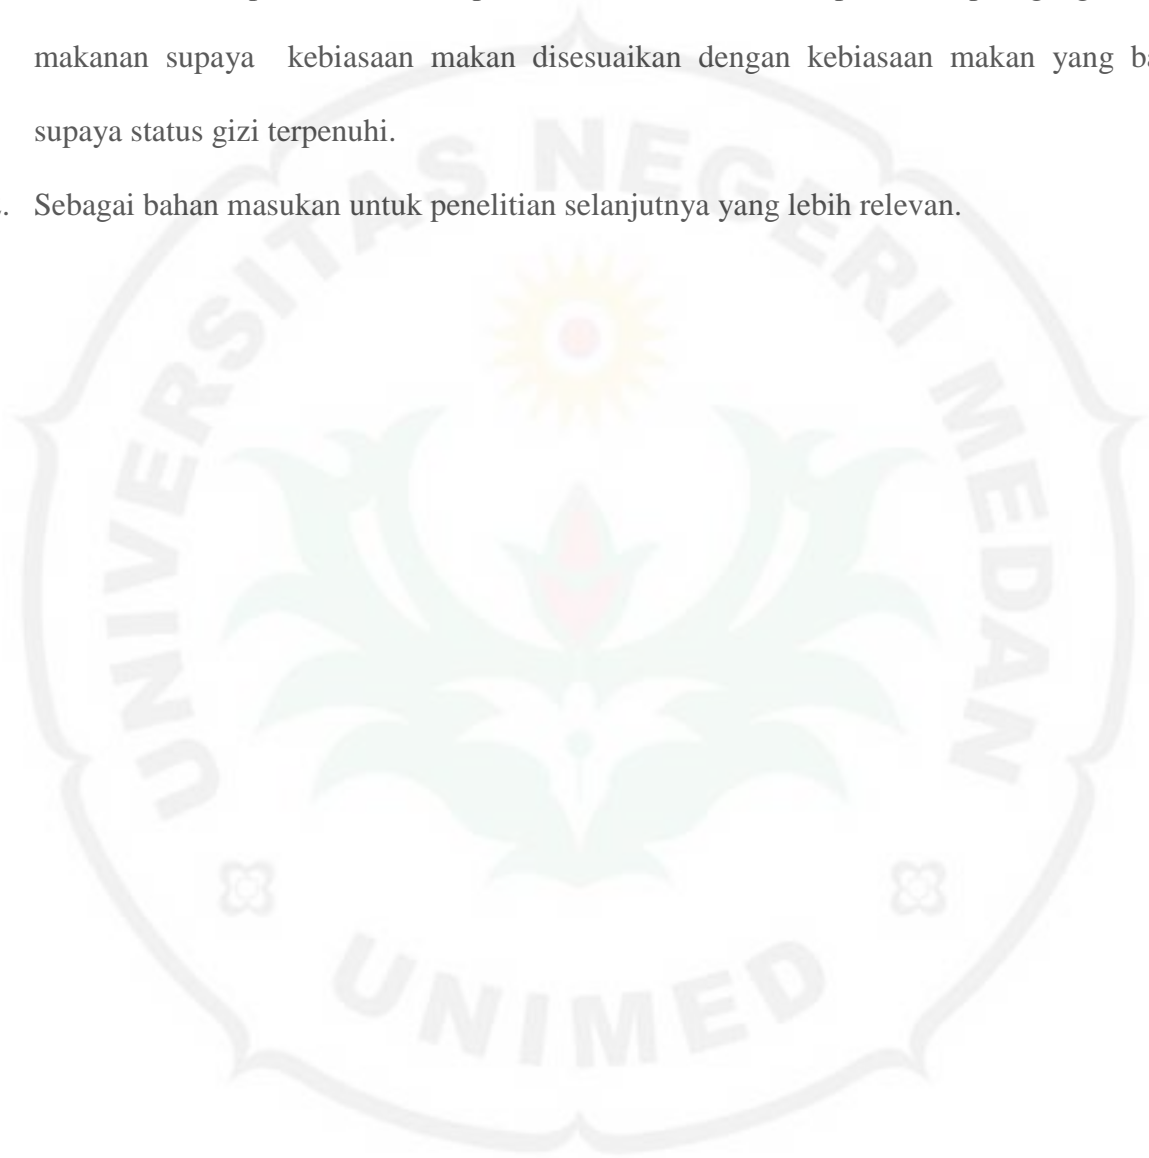 makanan supaya kebiasaan makan disesuaikan dengan kebiasaan makan yang
supaya status gizi terpenuhi.
. Sebagai bahan masukan untuk penelitian selanjutnya yang lebih relevan.
UNIVERSITAS NEGERI MEDAN
UNIMED